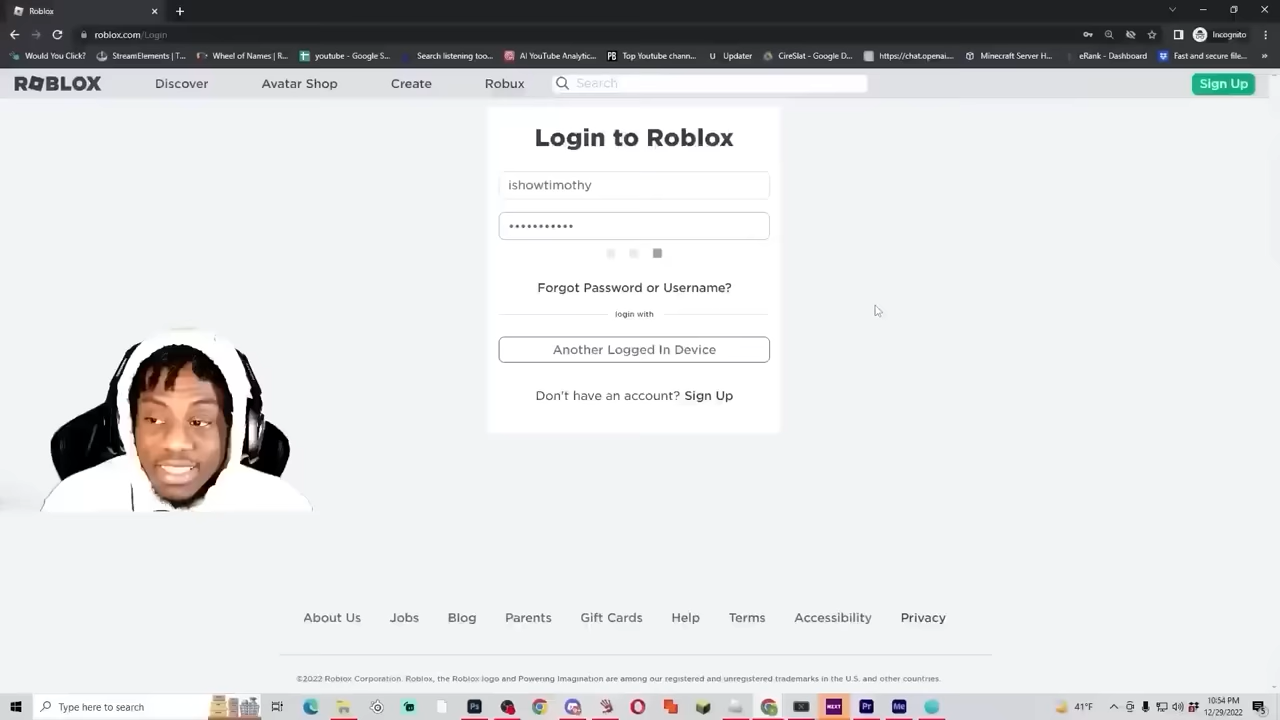 Roblox
roblox.com/Login
Incognito
Would You Click?
StreamElements | T...
Wheel of Names | R...
youtube - Google S...
Search listening too...
AI YouTube Analytic...
Top Youtube chann...
Updater
CireSlat - Google D...
https://chat.openai...
Minecraft Server H...
eRank - Dashboard
Fast and secure file...
ROBLOX
Discover
Avatar Shop
Create
Robux
Search
Sign Up
Login to Roblox
ishowtimothy
Forgot Password or Username?
login with
Another Logged In Device
Don't have an account? Sign Up
About Us
Jobs
Blog
Parents
Gift Cards
Help
Terms
Accessibility
Privacy
©2022 Roblox Corporation. Roblox, the Roblox logo and Powering Imagination are among our registered and unregistered trademarks in the U.S. and other countries.
Type here to search
NEXT
Ps
Pr
Me
41°F
10:54 PM
12/29/2022